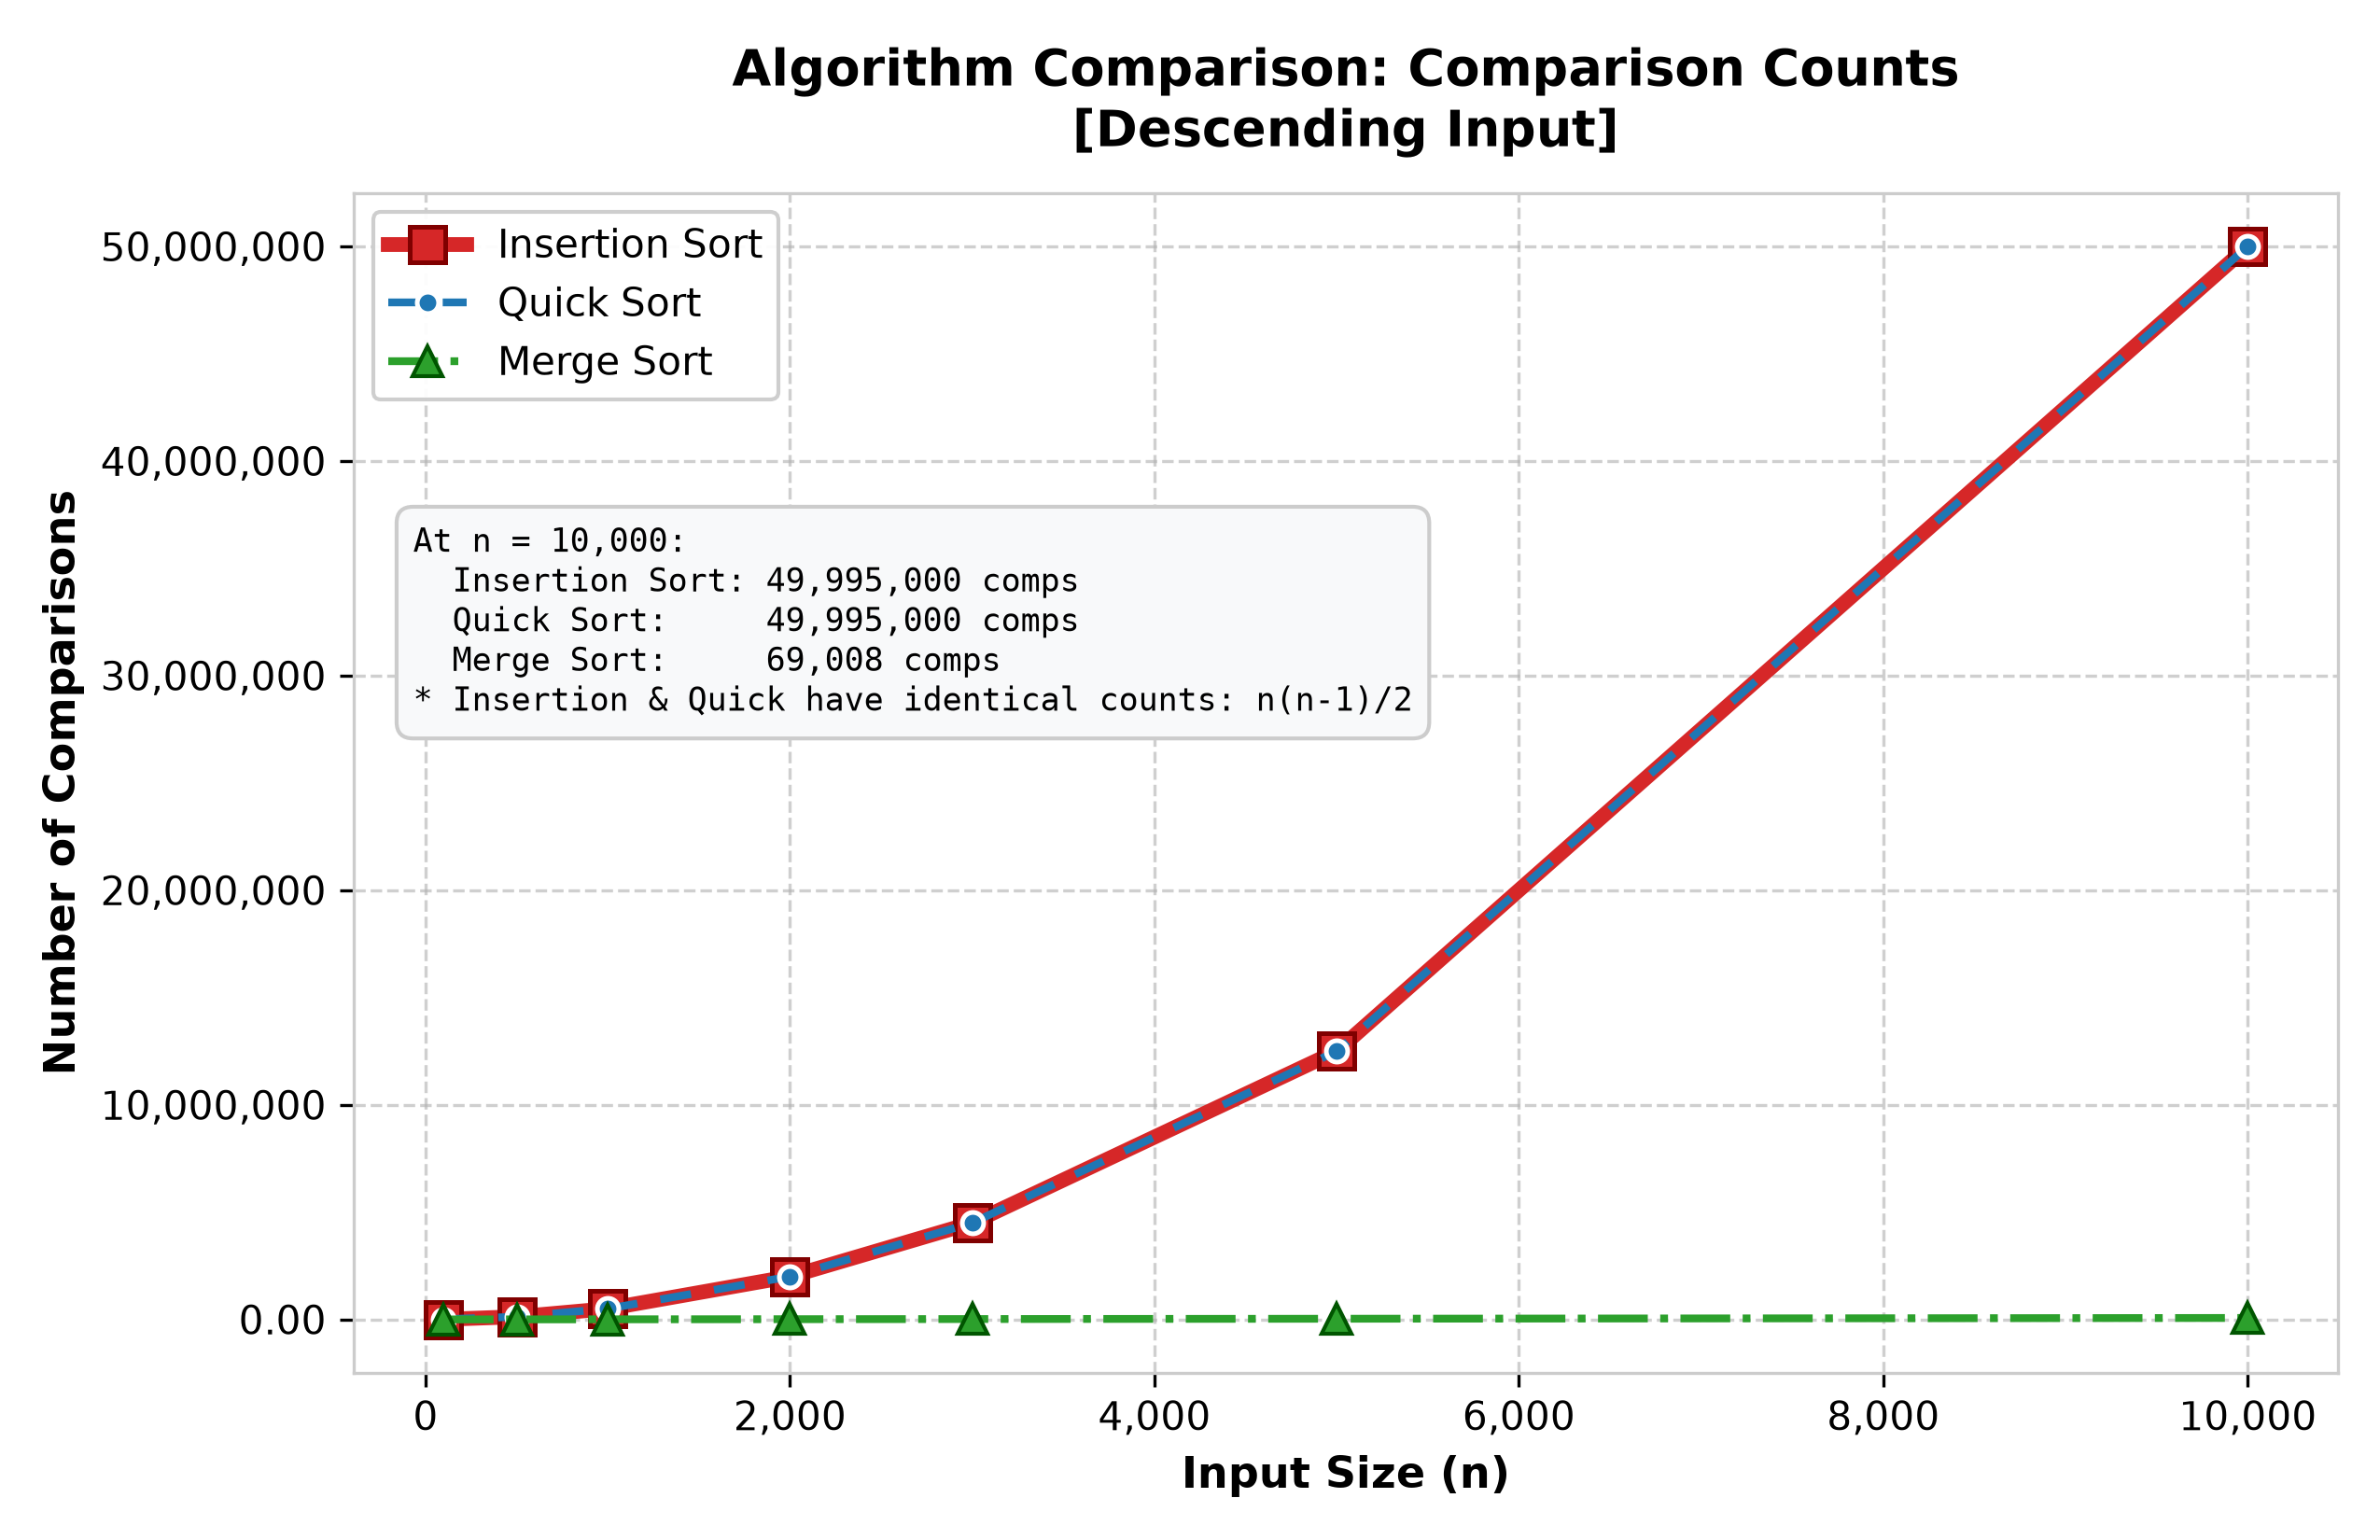 Algorithm Comparison: Comparison Counts
[Descending Input]
Insertion Sort
Quick Sort
Merge Sort
At n = 10,000:
  Insertion Sort: 49,995,000 comps
  Quick Sort:     49,995,000 comps
  Merge Sort:     69,008 comps
* Insertion & Quick have identical counts: n(n-1)/2
Number of Comparisons
50,000,000
40,000,000
30,000,000
20,000,000
10,000,000
0.00
0
2,000
4,000
6,000
8,000
10,000
Input Size (n)